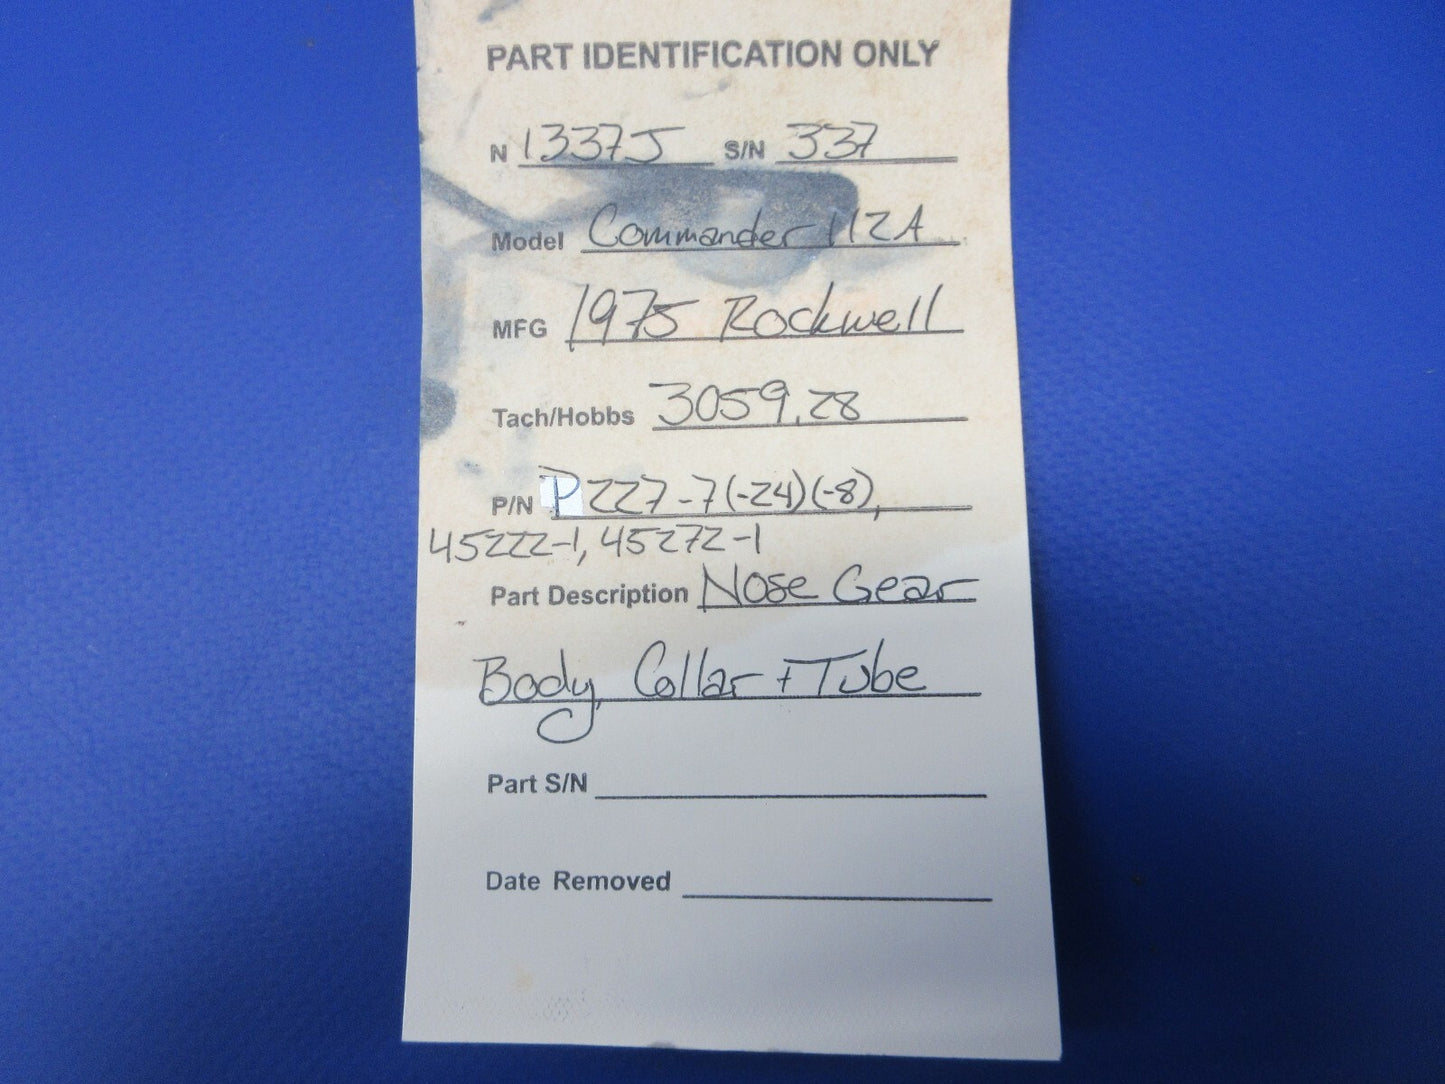 PART IDENTIFICATION ONLY
N 1337J S/N 337
Model Commander 112A
MFG 1975 Rockwell
Tach/Hobbs 3059.28
P/N P227-7(-24)(-8),
45222-1, 45272-1
Part Description Nose Gear
Body, Collar + Tube
Part S/N
Date Removed